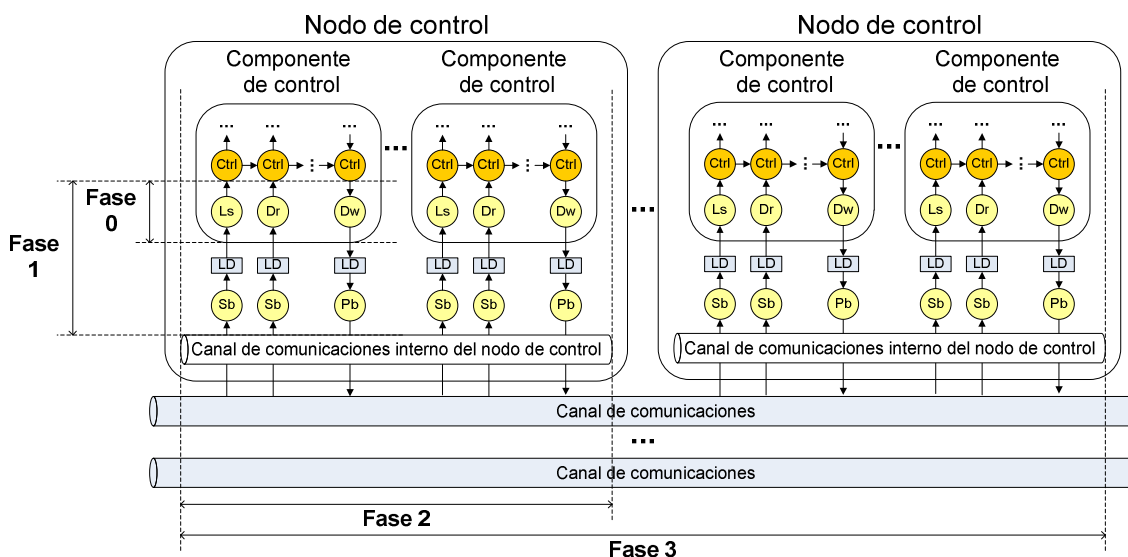 Nodo de control
Nodo de control
Componente de control
Componente de control
Componente de control
Componente de control
... ... ...
... ... ...
... ... ...
... ... ...
...
...
Ctrl Ctrl ... Ctrl
Ctrl Ctrl ... Ctrl
Ctrl Ctrl ... Ctrl
Ctrl Ctrl ... Ctrl
Fase 0
Fase 1
Ls Dr Dw
Ls Dr Dw
...
Ls Dr Dw
Ls Dr Dw
LD LD LD
LD LD LD
LD LD LD
LD LD LD
Sb Sb Pb
Sb Sb Pb
Sb Sb Pb
Sb Sb Pb
Canal de comunicaciones interno del nodo de control
Canal de comunicaciones interno del nodo de control
Canal de comunicaciones
...
Canal de comunicaciones
Fase 2
Fase 3